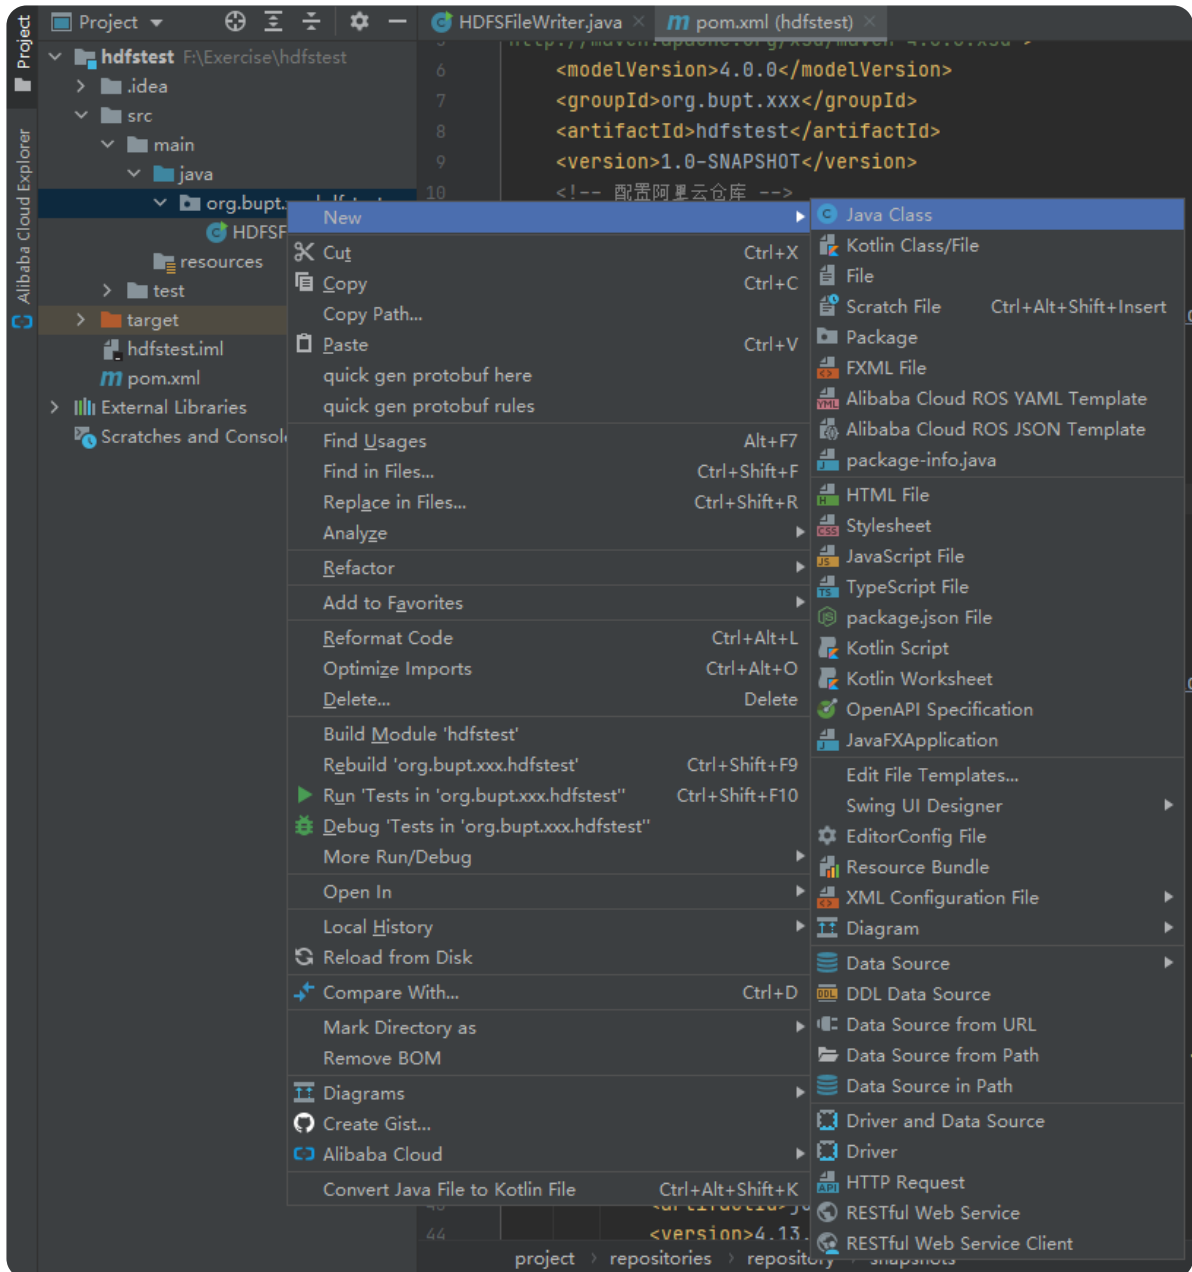 Project
HDFSFileWriter.java
pom.xml (hdfstest)
Project
Alibaba Cloud Explorer
hdfstest F:\Exercise\hdfstest
.idea
src
main
java
org.bupt.
HDFSF
resources
test
target
hdfstest.iml
pom.xml
External Libraries
Scratches and Consol
6 <modelVersion>4.0.0</modelVersion>
7 <groupId>org.bupt.xxx</groupId>
8 <artifactId>hdfstest</artifactId>
9 <version>1.0-SNAPSHOT</version>
10 <!-- 配置阿里云仓库 -->
New
Cut Ctrl+X
Copy Ctrl+C
Copy Path...
Paste Ctrl+V
quick gen protobuf here
quick gen protobuf rules
Find Usages Alt+F7
Find in Files... Ctrl+Shift+F
Replace in Files... Ctrl+Shift+R
Analyze
Refactor
Add to Favorites
Reformat Code Ctrl+Alt+L
Optimize Imports Ctrl+Alt+O
Delete... Delete
Build Module 'hdfstest'
Rebuild 'org.bupt.xxx.hdfstest' Ctrl+Shift+F9
Run 'Tests in 'org.bupt.xxx.hdfstest'' Ctrl+Shift+F10
Debug 'Tests in 'org.bupt.xxx.hdfstest''
More Run/Debug
Open In
Local History
Reload from Disk
Compare With... Ctrl+D
Mark Directory as
Remove BOM
Diagrams
Create Gist...
Alibaba Cloud
Convert Java File to Kotlin File Ctrl+Alt+Shift+K
Java Class
Kotlin Class/File
File
Scratch File Ctrl+Alt+Shift+Insert
Package
FXML File
Alibaba Cloud ROS YAML Template
Alibaba Cloud ROS JSON Template
package-info.java
HTML File
Stylesheet
JavaScript File
TypeScript File
package.json File
Kotlin Script
Kotlin Worksheet
OpenAPI Specification
JavaFXApplication
Edit File Templates...
Swing UI Designer
EditorConfig File
Resource Bundle
XML Configuration File
Diagram
Data Source
DDL Data Source
Data Source from URL
Data Source from Path
Data Source in Path
Driver and Data Source
Driver
HTTP Request
RESTful Web Service
RESTful Web Service Client
44 <version>4.13.
project › repositories › repository › snapshots